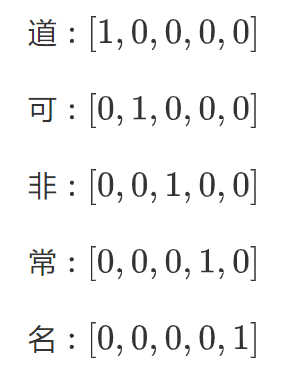 道 : [1, 0, 0, 0, 0]
可 : [0, 1, 0, 0, 0]
非 : [0, 0, 1, 0, 0]
常 : [0, 0, 0, 1, 0]
名 : [0, 0, 0, 0, 1]